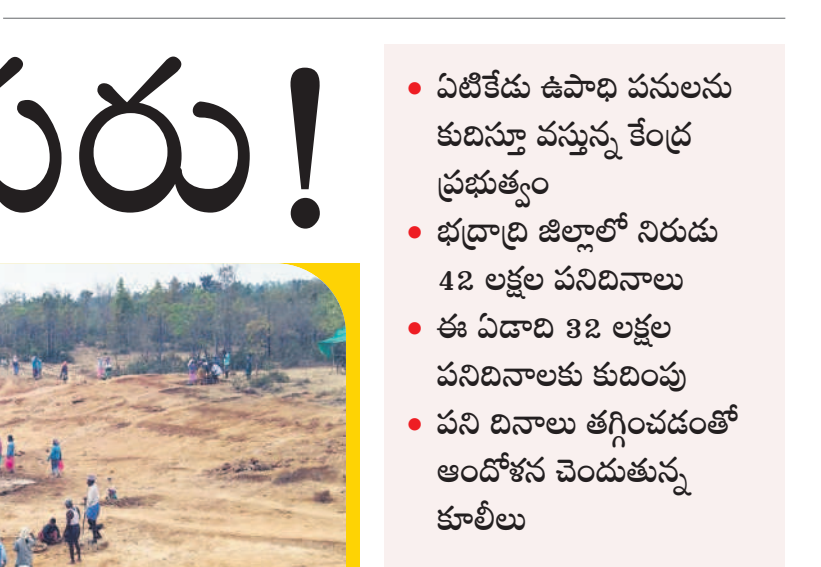 రు!
ఏటికేడు ఉపాధి పనులను
కుదిస్తూ వస్తున్న కేంద్ర
ప్రభుత్వం
భద్రాద్రి జిల్లాలో నిరుడు
42 లక్షల పనిదినాలు
ఈ ఏడాది 32 లక్షల
పనిదినాలకు కుదింపు
పని దినాలు తగ్గించడంతో
ఆందోళన చెందుతున్న
కూలీలు